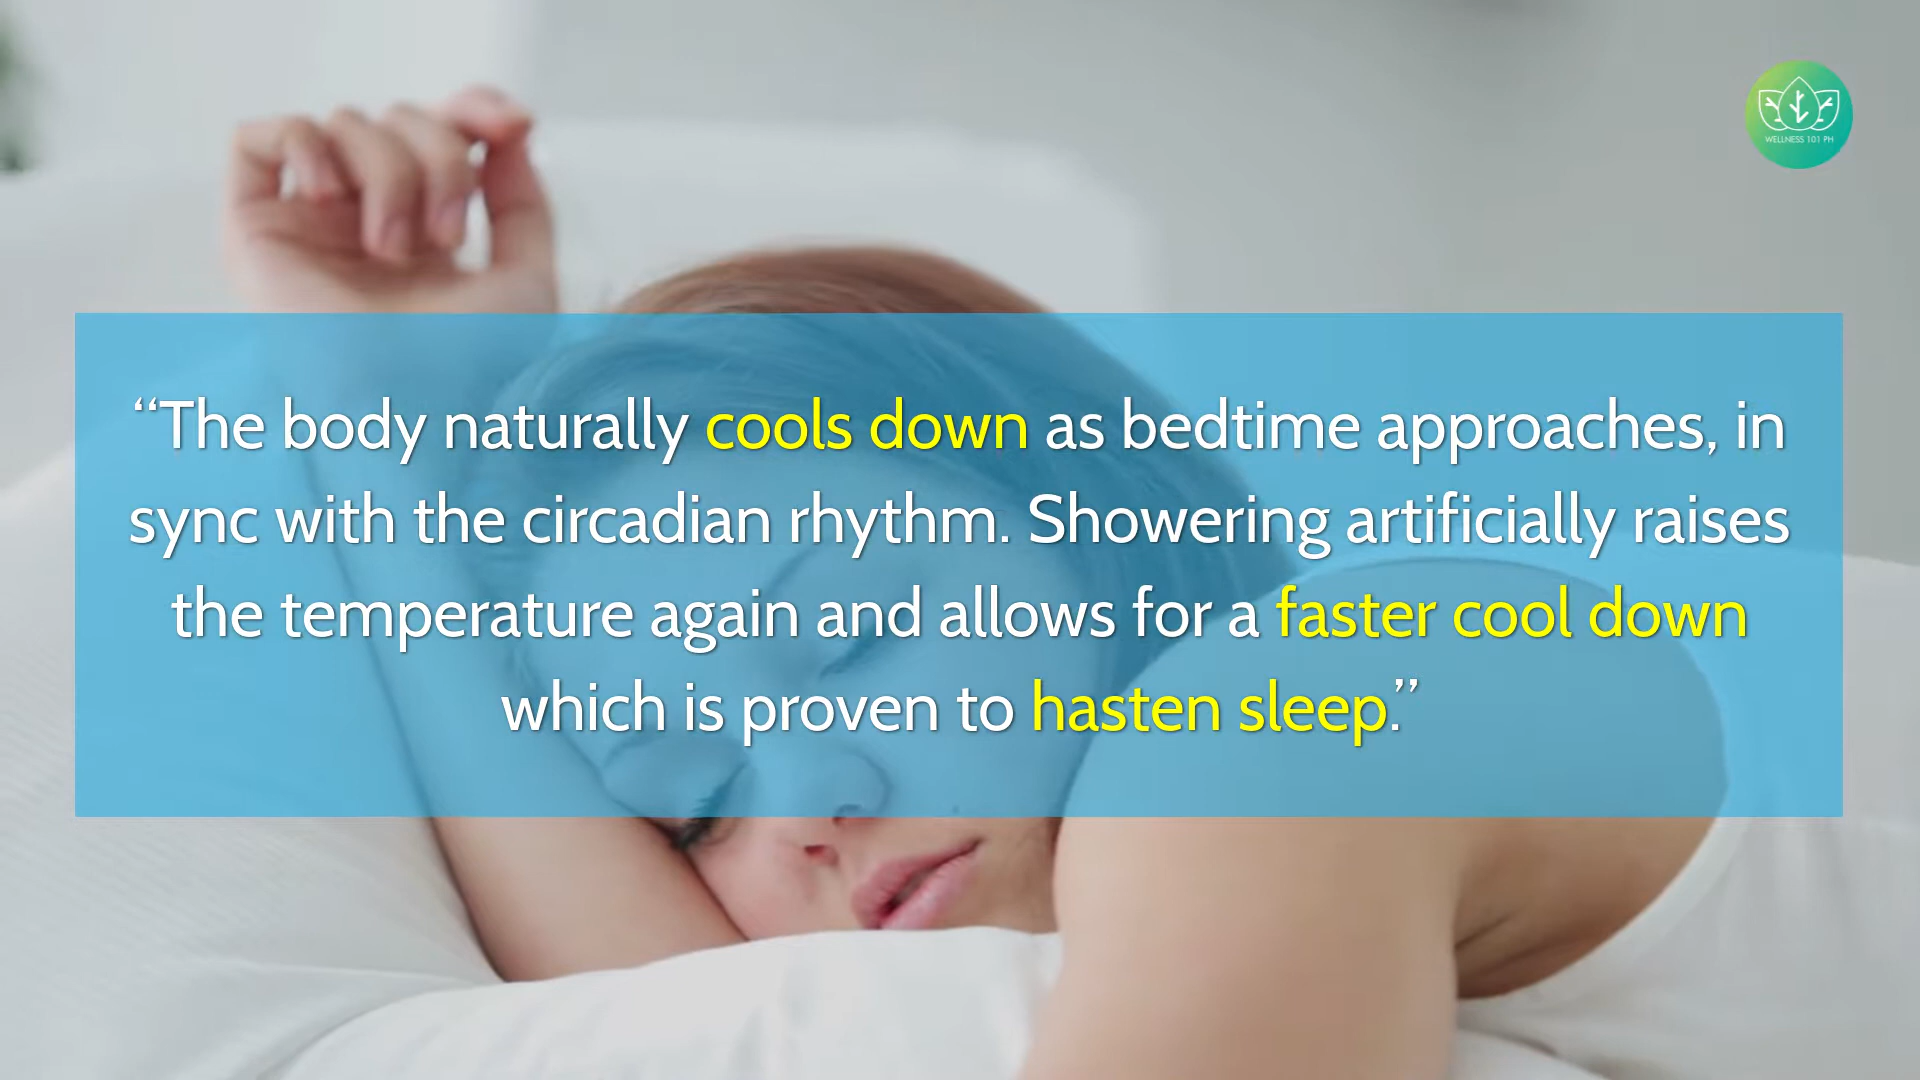 WELLNESS 101 PH
“The body naturally cools down as bedtime approaches, in
sync with the circadian rhythm. Showering artificially raises
the temperature again and allows for a faster cool down
which is proven to hasten sleep.”